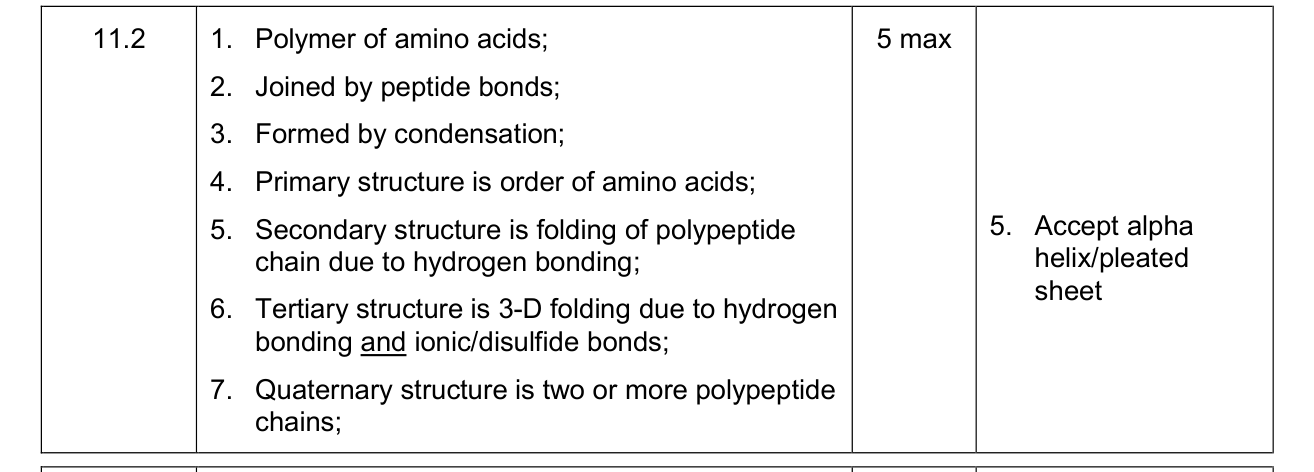 11.2
1. Polymer of amino acids;
2. Joined by peptide bonds;
3. Formed by condensation;
4. Primary structure is order of amino acids;
5. Secondary structure is folding of polypeptide
chain due to hydrogen bonding;
6. Tertiary structure is 3-D folding due to hydrogen
bonding and ionic/disulfide bonds;
7. Quaternary structure is two or more polypeptide
chains;
5 max
5. Accept alpha
helix/pleated
sheet